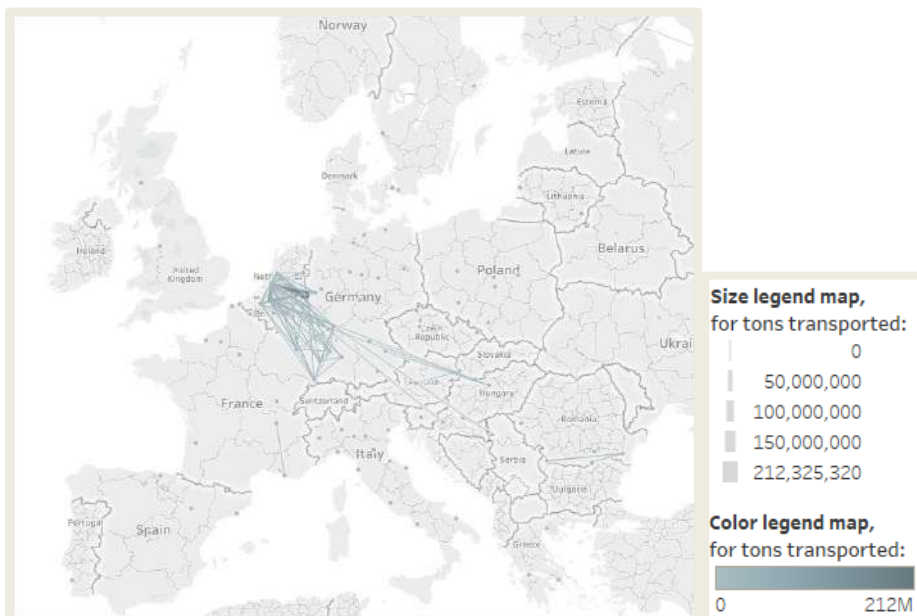 Norway
Estonia
Latvia
Denmark
Lithuania
Ireland
United
Kingdom
Belarus
Neth
Poland
Germany
Czech
Republic
Slovakia
Ukrai
France
Switzerland
Hungary
Romania
Italy
Serbia
Bulgaria
Portugal
Spain
Greece
Size legend map,
for tons transported:
0
50,000,000
100,000,000
150,000,000
212,325,320
Color legend map,
for tons transported:
0 212M